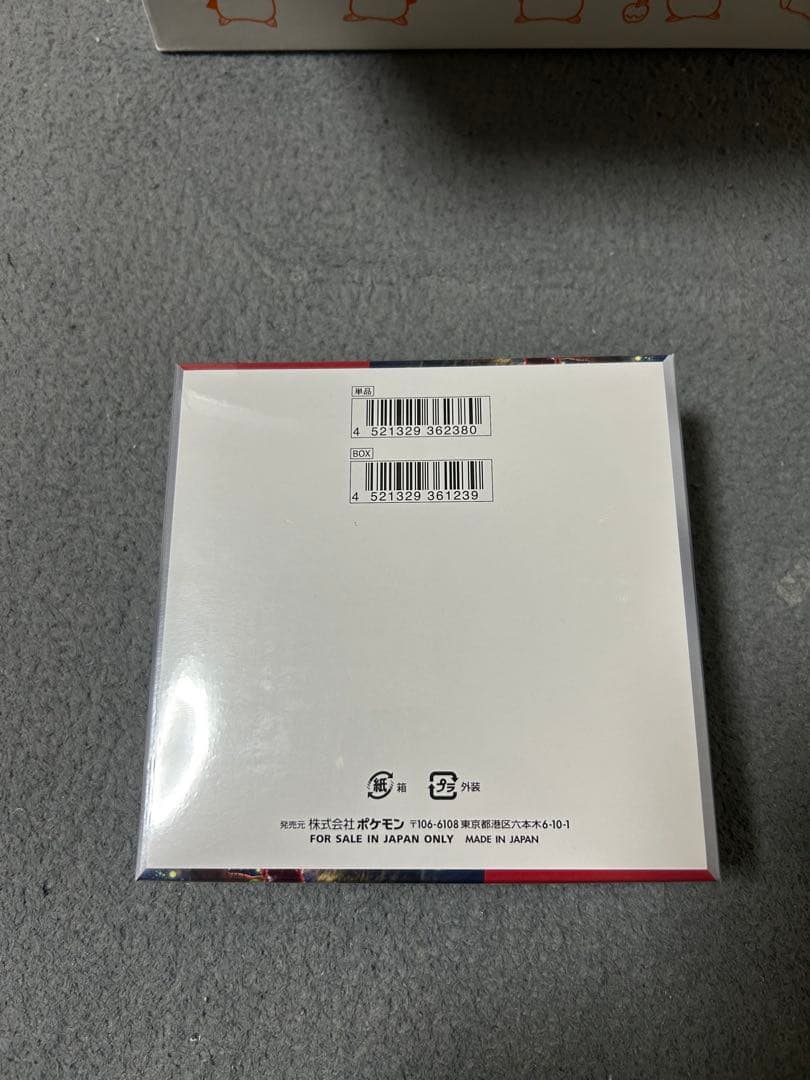 単品
4 521329 362380
BOX
4 521329 361239
紙 箱 プラ 外装
発売元 株式会社 ポケモン 〒106-6108 東京都港区六本木6-10-1
FOR SALE IN JAPAN ONLY MADE IN JAPAN